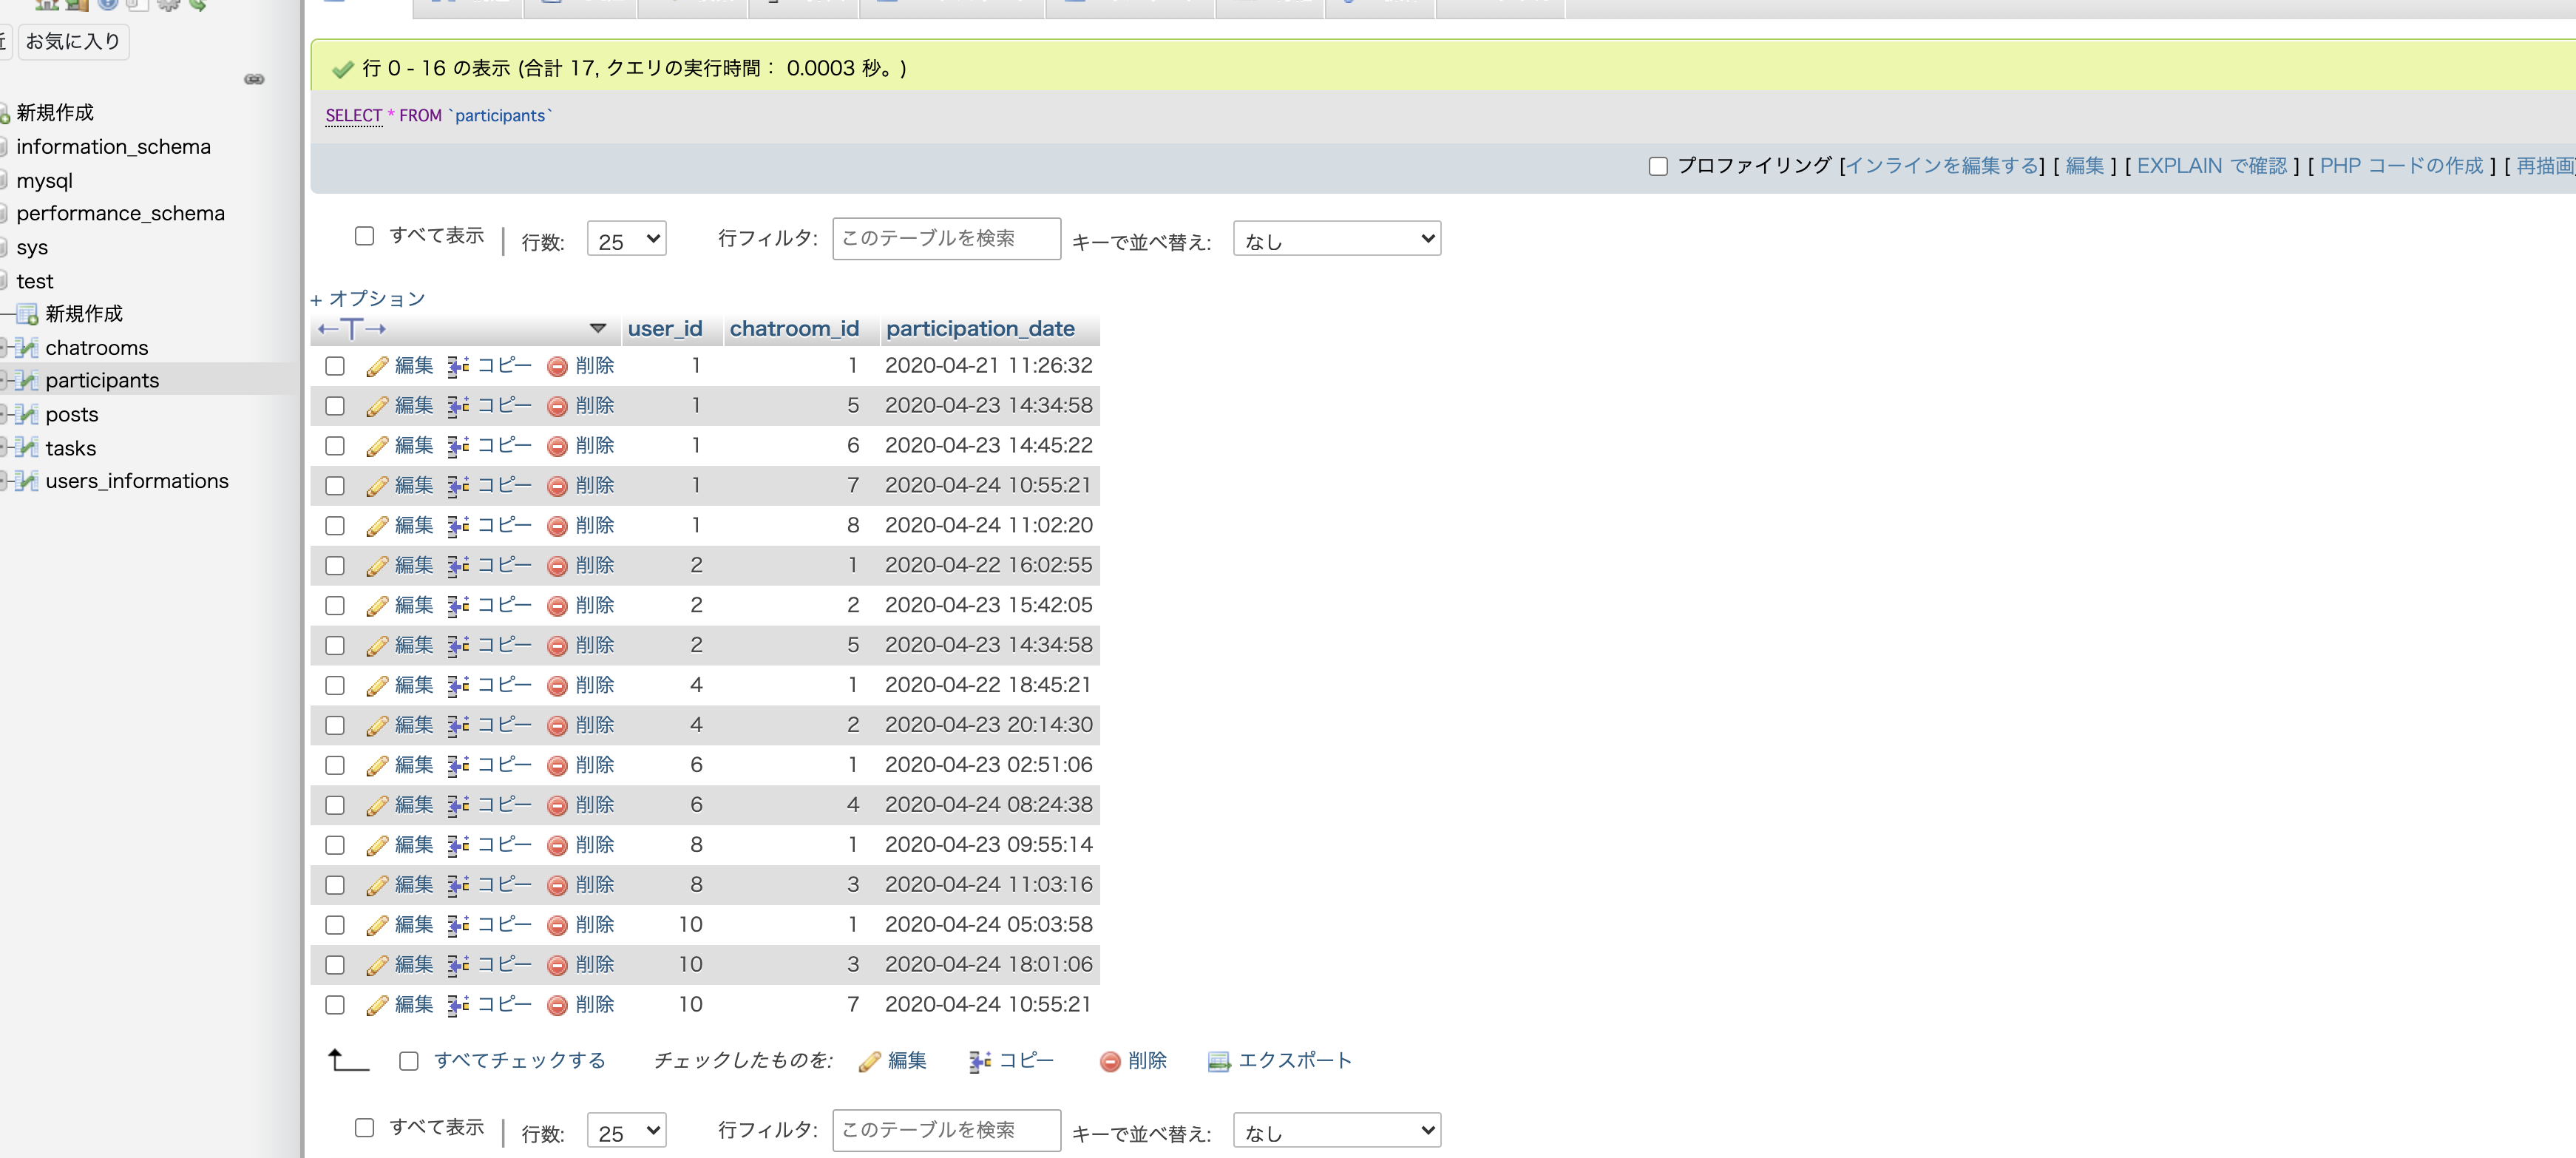 お気に入り
新規作成
information_schema
mysql
performance_schema
sys
test
新規作成
chatrooms
participants
posts
tasks
users_informations
行 0 - 16 の表示 (合計 17, クエリの実行時間： 0.0003 秒。)
SELECT * FROM `participants`
プロファイリング [インラインを編集する] [ 編集 ] [ EXPLAIN で確認 ] [ PHP コードの作成 ] [ 再描画
すべて表示 | 行数: 25 行フィルタ: このテーブルを検索 キーで並べ替え: なし
+ オプション
←T→ user_id chatroom_id participation_date
編集 コピー 削除 1 1 2020-04-21 11:26:32
編集 コピー 削除 1 5 2020-04-23 14:34:58
編集 コピー 削除 1 6 2020-04-23 14:45:22
編集 コピー 削除 1 7 2020-04-24 10:55:21
編集 コピー 削除 1 8 2020-04-24 11:02:20
編集 コピー 削除 2 1 2020-04-22 16:02:55
編集 コピー 削除 2 2 2020-04-23 15:42:05
編集 コピー 削除 2 5 2020-04-23 14:34:58
編集 コピー 削除 4 1 2020-04-22 18:45:21
編集 コピー 削除 4 2 2020-04-23 20:14:30
編集 コピー 削除 6 1 2020-04-23 02:51:06
編集 コピー 削除 6 4 2020-04-24 08:24:38
編集 コピー 削除 8 1 2020-04-23 09:55:14
編集 コピー 削除 8 3 2020-04-24 11:03:16
編集 コピー 削除 10 1 2020-04-24 05:03:58
編集 コピー 削除 10 3 2020-04-24 18:01:06
編集 コピー 削除 10 7 2020-04-24 10:55:21
すべてチェックする チェックしたものを: 編集 コピー 削除 エクスポート
すべて表示 | 行数: 25 行フィルタ: このテーブルを検索 キーで並べ替え: なし